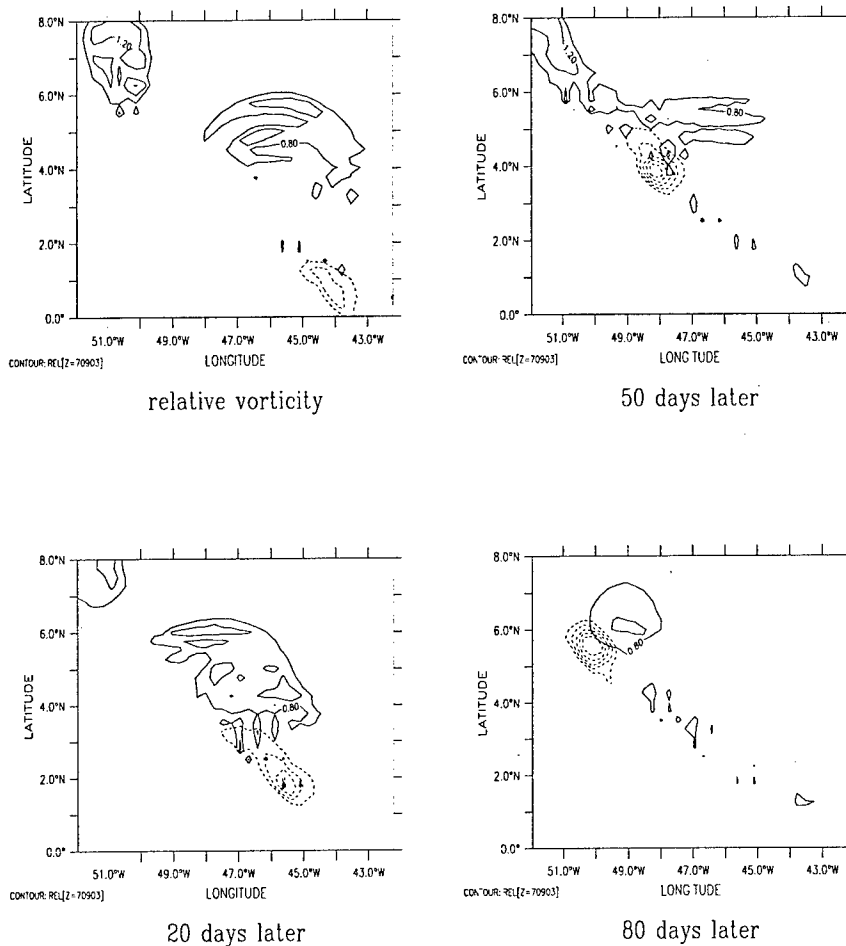 8.0°N
6.0°N
4.0°N
2.0°N
0.0°
LATITUDE
1.20
0.80
51.0°W 49.0°W 47.0°W 45.0°W 43.0°W
LONGITUDE
CONTOUR: REL[Z=70903]
relative vorticity
8.0°N
6.0°N
4.0°N
2.0°N
0.0°
LATITUDE
1.20
0.80
51.0°W 49.0°W 47.0°W 45.0°W 43.0°W
LONG TUDE
CON"OUR: REL[Z=70903]
50 days later
8.0°N
6.0°N
4.0°N
2.0°N
0.0°
LATITUDE
0.80
51.0°W 49.0°W 47.0°W 45.0°W 43.0°W
LONGITUDE
CONTOUR: REL[Z=70903]
20 days later
8.0°N
6.0°N
4.0°N
2.0°N
0.0°
LATITUDE
0.80
51.0°W 49.0°W 47.0°W 45.0°W 43.0°W
LONG TUDE
CONTOUR: REL[Z=70903]
80 days later